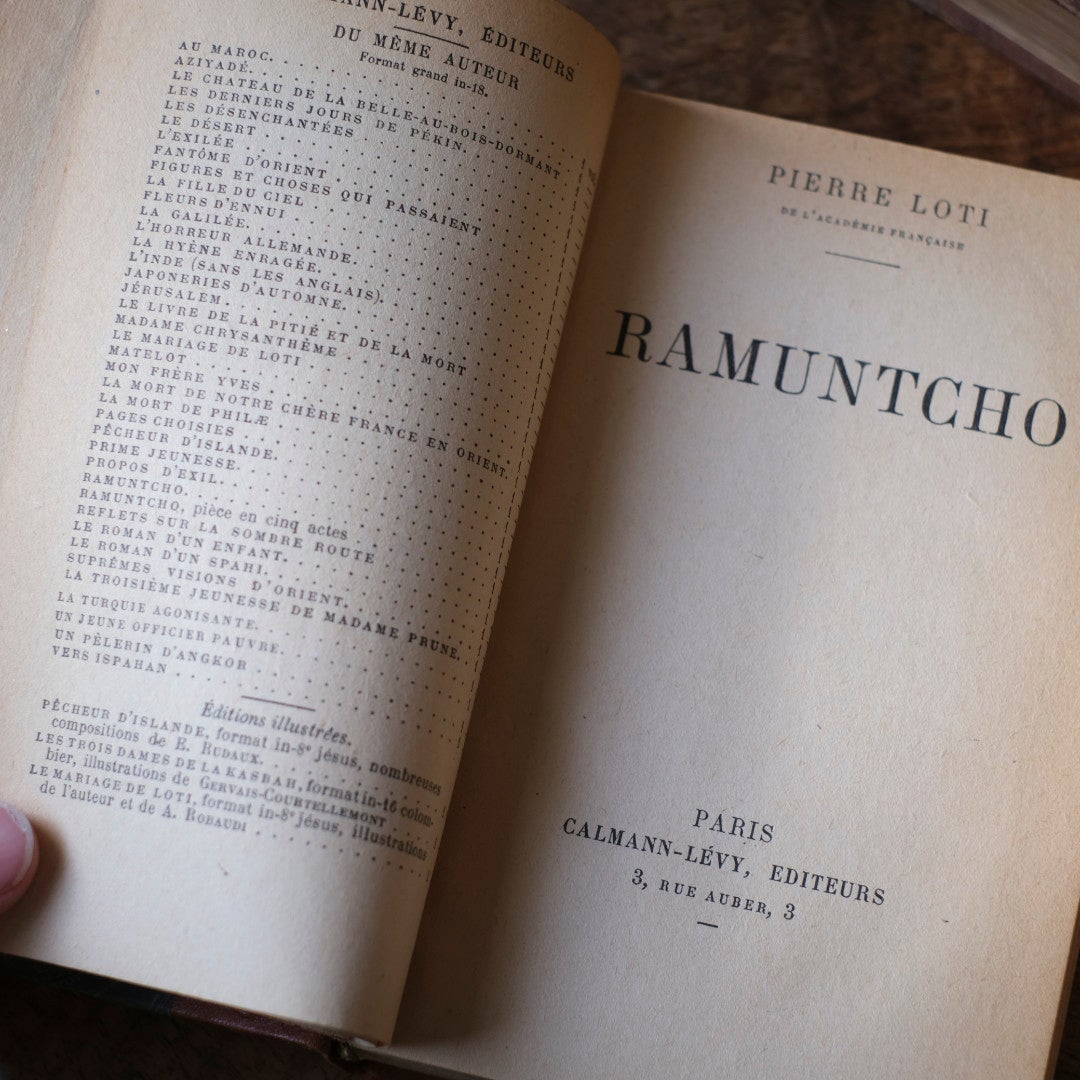 MANN-LÉVY, ÉDITEURS
DU MÊME AUTEUR
Format grand in-18.
AU MAROC.
AZIYADÉ.
LE CHATEAU DE LA BELLE-AU-BOIS-DORMANT
LES DERNIERS JOURS DE PÉKIN.
LES DÉSENCHANTÉES
LE DÉSERT
L'EXILÉE
FANTÔME D'ORIENT
FIGURES ET CHOSES QUI PASSAIENT
LA FILLE DU CIEL
FLEURS D'ENNUI
LA GALILÉE.
L'HORREUR ALLEMANDE.
LA HYÈNE ENRAGÉE.
L'INDE (SANS LES ANGLAIS).
JAPONERIES D'AUTOMNE.
JÉRUSALEM.
LE LIVRE DE LA PITIÉ ET DE LA MORT
MADAME CHRYSANTHÈME
LE MARIAGE DE LOTI
MATELOT
MON FRÈRE YVES
LA MORT DE NOTRE CHÈRE FRANCE EN ORIENT.
LA MORT DE PHILÆ
PAGES CHOISIES
PÊCHEUR D'ISLANDE.
PRIME JEUNESSE.
PROPOS D'EXIL.
RAMUNTCHO.
RAMUNTCHO, pièce en cinq actes
REFLETS SUR LA SOMBRE ROUTE
LE ROMAN D'UN ENFANT.
LE ROMAN D'UN SPAHI.
SUPRÊMES VISIONS D'ORIENT.
LA TROISIÈME JEUNESSE DE MADAME PRUNE.
LA TURQUIE AGONISANTE.
UN JEUNE OFFICIER PAUVRE.
UN PÈLERIN D'ANGKOR
VERS ISPAHAN
Éditions illustrées.
PÊCHEUR D'ISLANDE, format in-8º jésus, nombreuses
compositions de E. RUDAUX.
LES TROIS DAMES DE LA KASBAH, format in-16 colom-
bier, illustrations de GERVAIS-COURTELLEMONT
LE MARIAGE DE LOTI, format in-8º jésus, illustrations
de l'auteur et de A. ROBAUDI
PIERRE LOTI
DE L'ACADÉMIE FRANÇAISE
RAMUNTCHO
PARIS
CALMANN-LÉVY, EDITEURS
3, RUE AUBER, 3